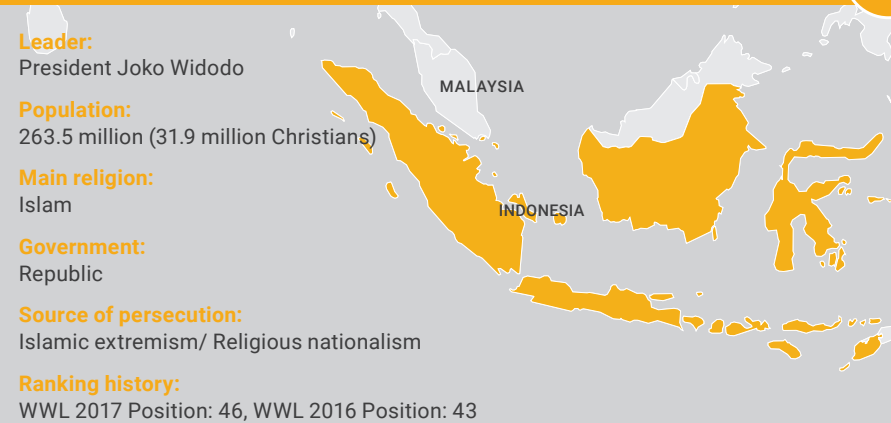 Leader:
President Joko Widodo
MALAYSIA
Population:
263.5 million (31.9 million Christians)
Main religion:
Islam
INDONESIA
Government:
Republic
Source of persecution:
Islamic extremism/ Religious nationalism
Ranking history:
WWL 2017 Position: 46, WWL 2016 Position: 43